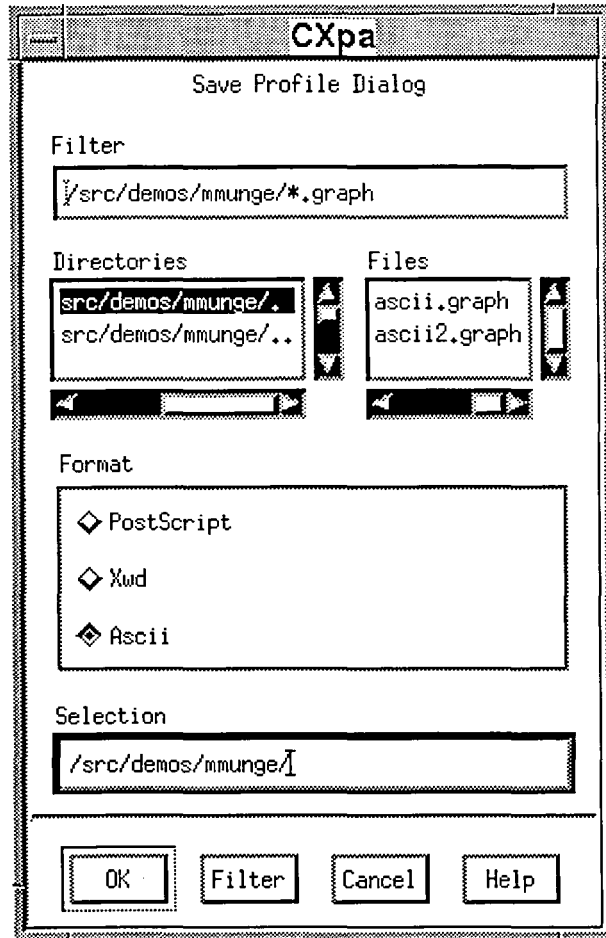 CXpa
Save Profile Dialog
Filter
/src/demos/mmunge/*.graph
Directories
Files
src/demos/mmunge/.
src/demos/mmunge/..
ascii.graph
ascii2.graph
Format
PostScript
Xwd
Ascii
Selection
/src/demos/mmunge/
OK
Filter
Cancel
Help